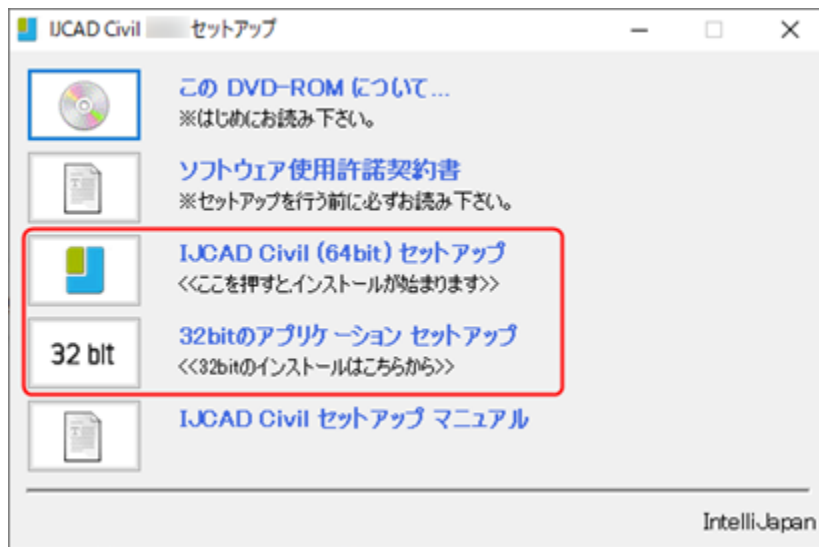 IJCAD Civil セットアップ
この DVD-ROM について...
※はじめにお読み下さい。
ソフトウェア使用許諾契約書
※セットアップを行う前に必ずお読み下さい。
IJCAD Civil (64bit) セットアップ
<<ここを押すとインストールが始まります>>
32 bit
32bitのアプリケーション セットアップ
<<32bitのインストールはこちらから>>
IJCAD Civil セットアップ マニュアル
IntelliJapan